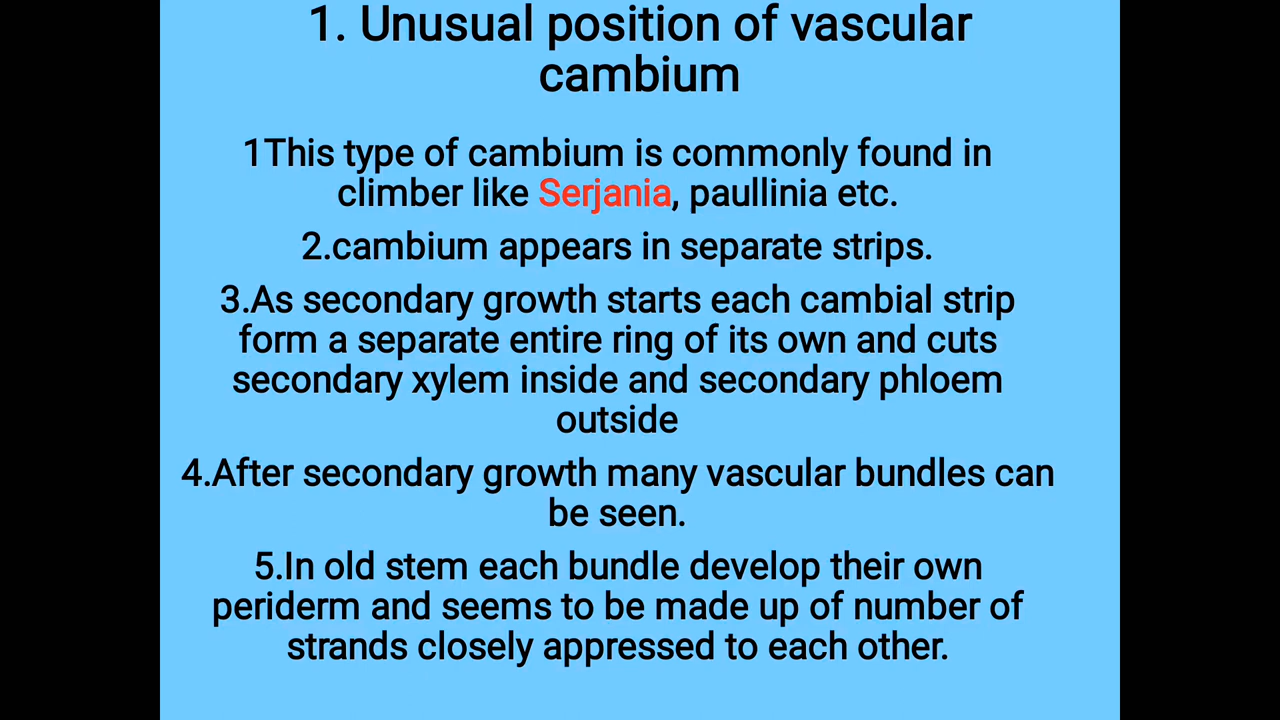 1. Unusual position of vascular
cambium
1This type of cambium is commonly found in
climber like Serjania, paullinia etc.
2.cambium appears in separate strips.
3.As secondary growth starts each cambial strip
form a separate entire ring of its own and cuts
secondary xylem inside and secondary phloem
outside
4.After secondary growth many vascular bundles can
be seen.
5.In old stem each bundle develop their own
periderm and seems to be made up of number of
strands closely appressed to each other.